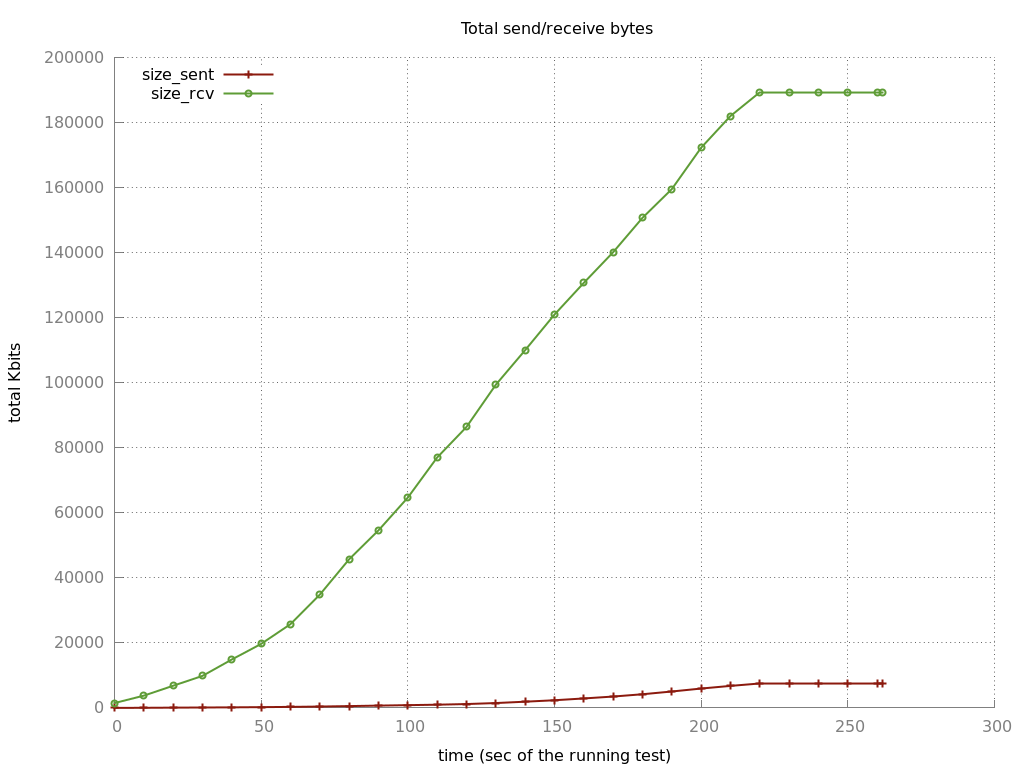 Total send/receive bytes
size_sent
size_rcv
200000
180000
160000
140000
120000
100000
80000
60000
40000
20000
0
total Kbits
0 50 100 150 200 250 300
time (sec of the running test)